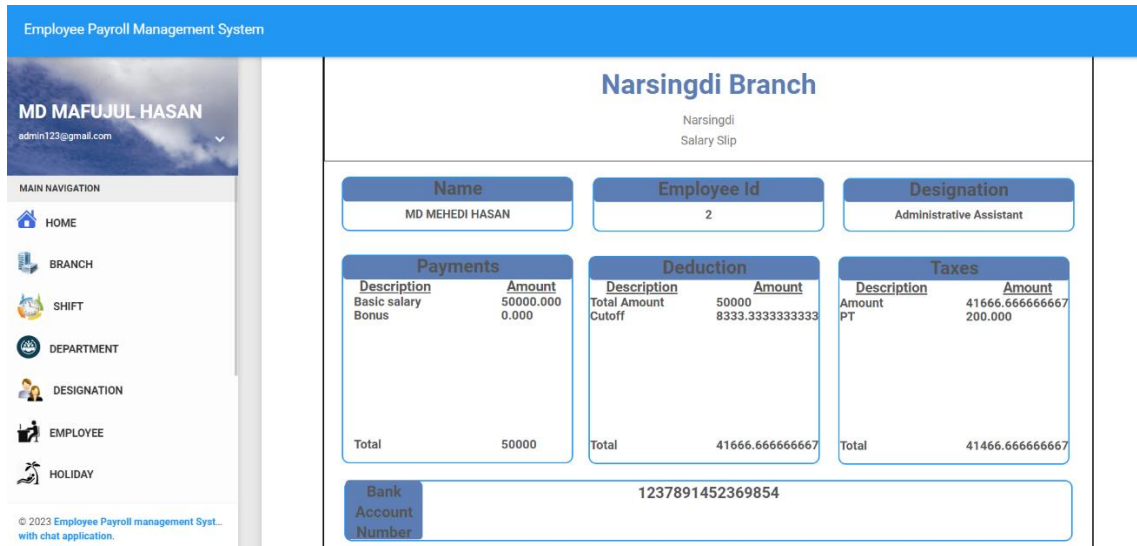 Employee Payroll Management System
MD MAFUJUL HASAN
admin123@gmail.com
MAIN NAVIGATION
HOME
BRANCH
SHIFT
DEPARTMENT
DESIGNATION
EMPLOYEE
HOLIDAY
© 2023 Employee Payroll management Syst...
with chat application.
Narsingdi Branch
Narsingdi
Salary Slip
Name
MD MEHEDI HASAN
Employee Id
2
Designation
Administrative Assistant
Payments
Description Amount
Basic salary 50000.000
Bonus 0.000
Total 50000
Deduction
Description Amount
Total Amount 50000
Cutoff 8333.3333333333
Total 41666.666666667
Taxes
Description Amount
Amount 41666.666666667
PT 200.000
Total 41466.666666667
Bank
Account
Number
1237891452369854